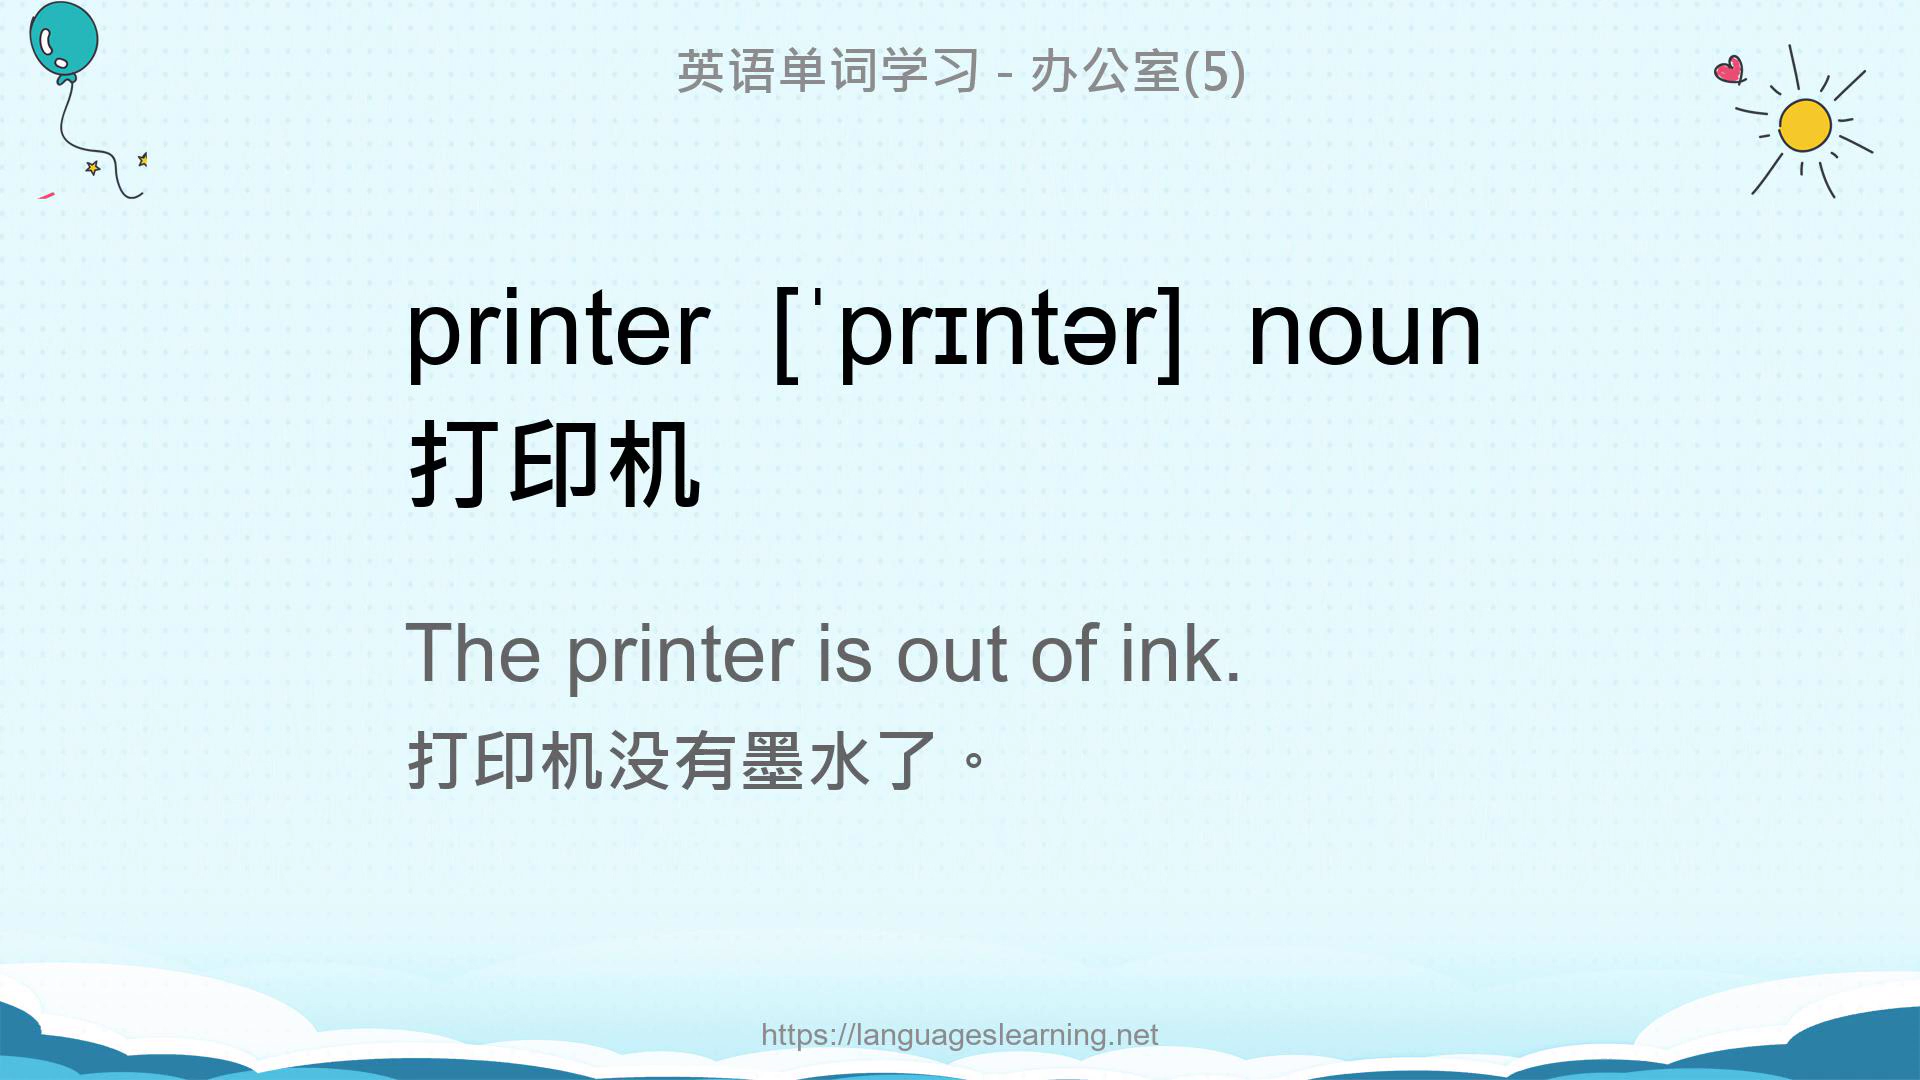 英语单词学习 - 办公室(5)
printer [ˈprɪntər] noun
打印机
The printer is out of ink.
打印机没有墨水了。
https://languageslearning.net